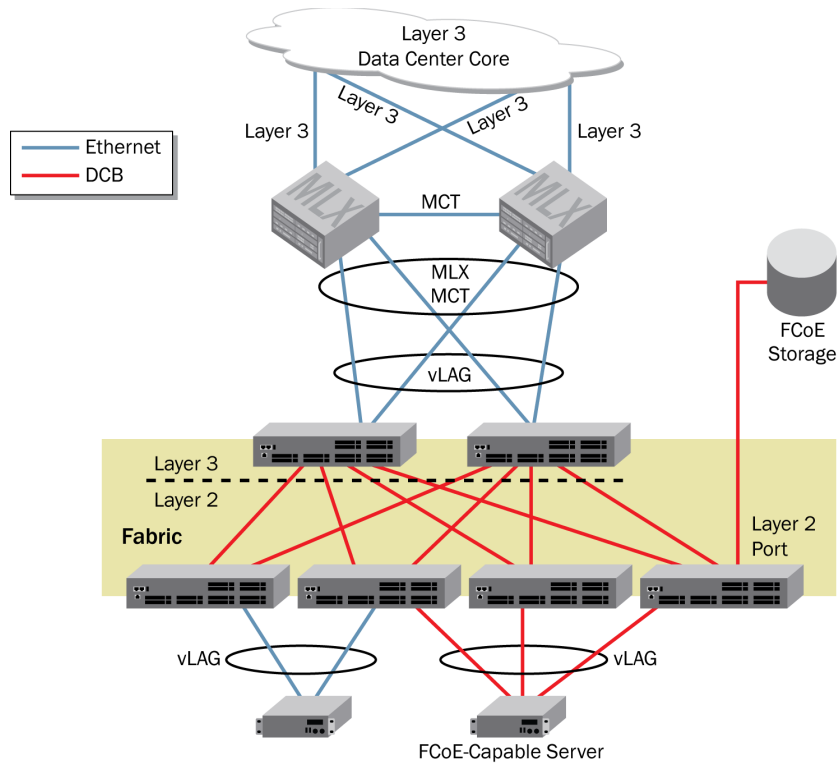 Layer 3
Data Center Core
Layer 3
Layer 3
Layer 3
Layer 3
Ethernet
DCB
MLX
MLX
MCT
MLX
MCT
FCoE
Storage
vLAG
Layer 3
Layer 2
Fabric
Layer 2
Port
vLAG
vLAG
FCoE-Capable Server